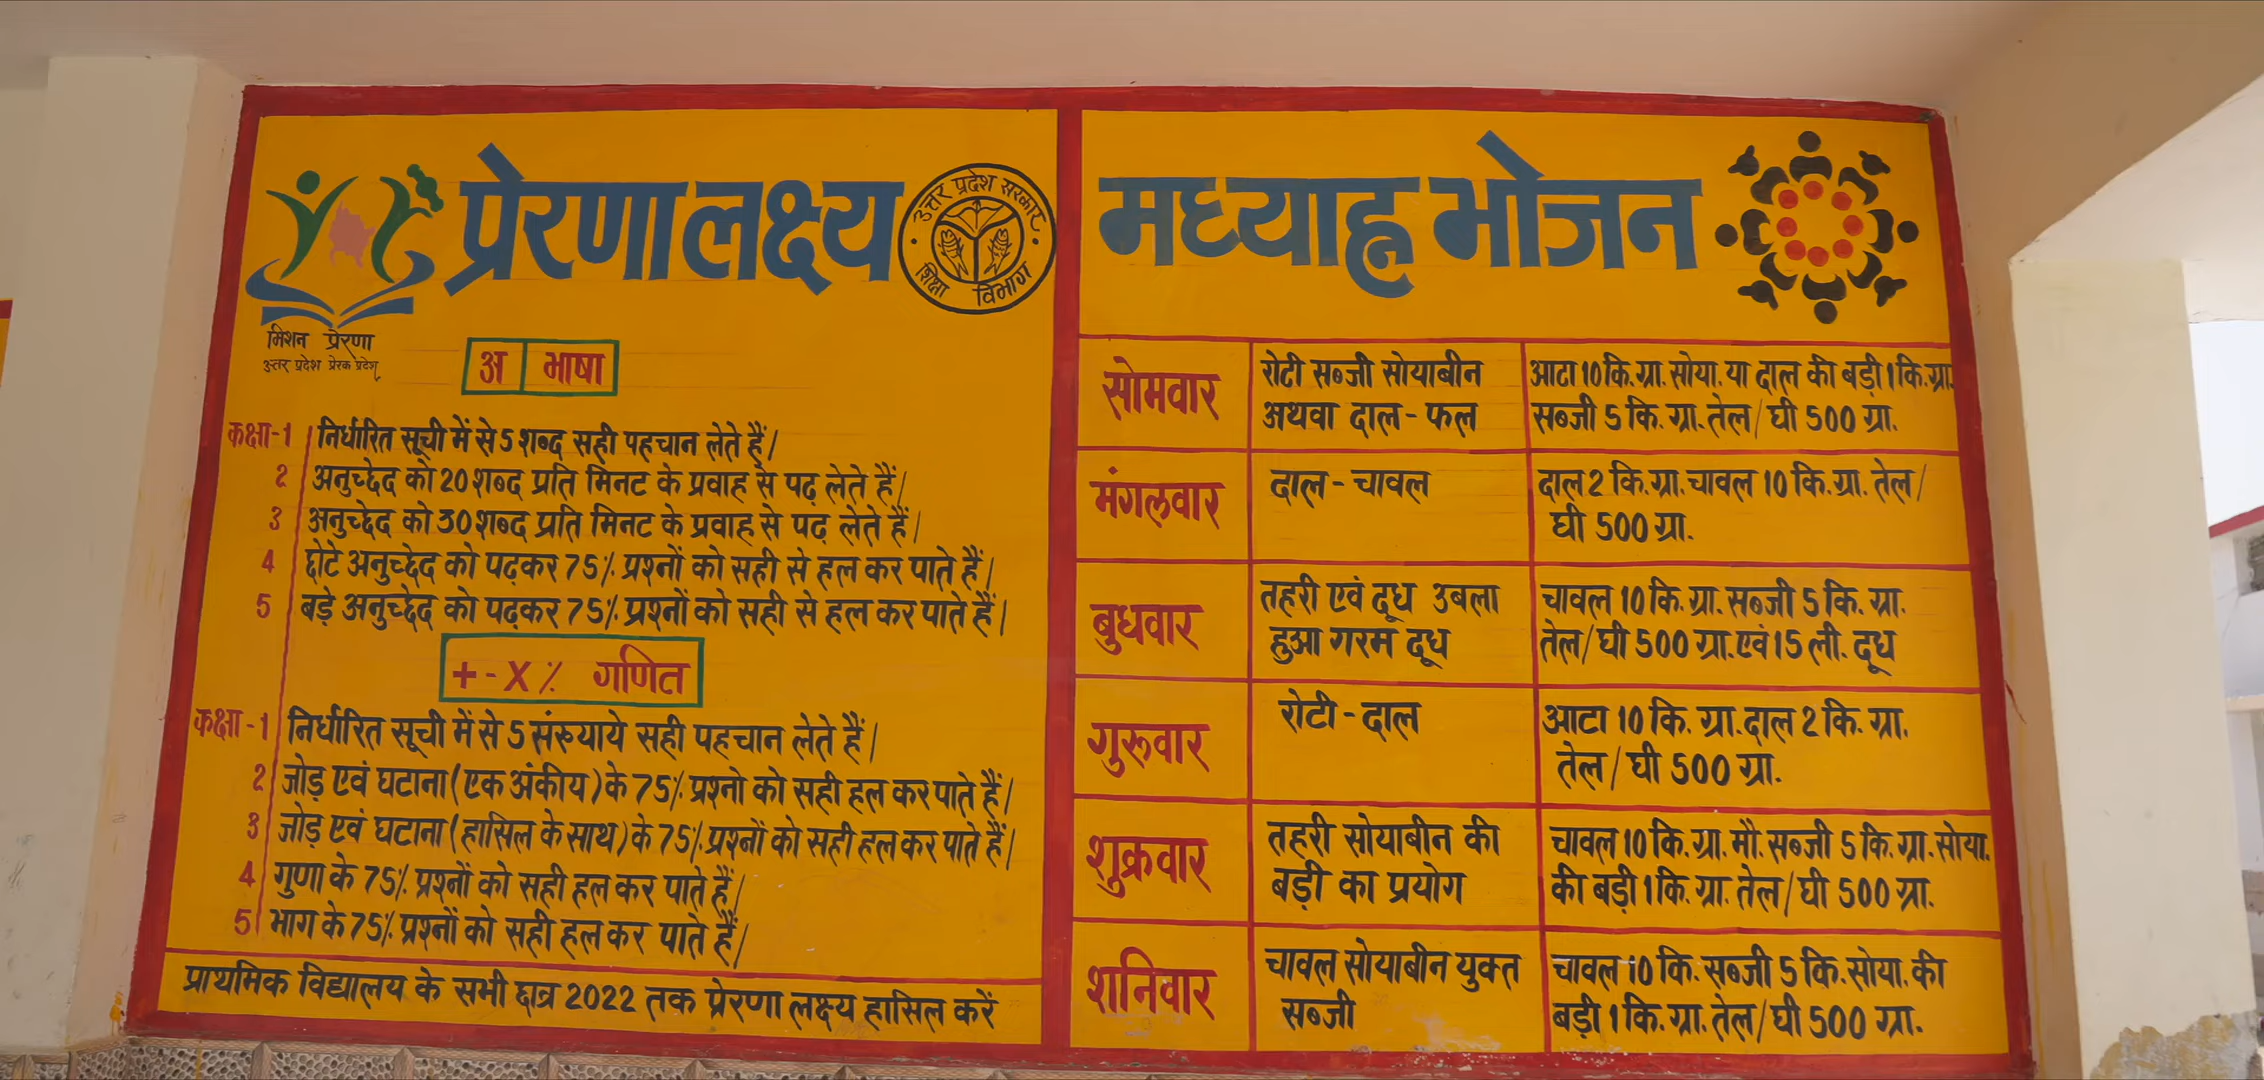 प्रेरणा लक्ष्य
उत्तर प्रदेश सरकार
शिक्षा विभाग
मिशन प्रेरणा
उत्तर प्रदेश प्रेरक प्रदेश
अ भाषा
कक्षा-1 निर्धारित सूची में से 5 शब्द सही पहचान लेते हैं।
2 अनुच्छेद को 20 शब्द प्रति मिनट के प्रवाह से पढ़ लेते हैं।
3 अनुच्छेद को 30 शब्द प्रति मिनट के प्रवाह से पढ़ लेते हैं।
4 छोटे अनुच्छेद को पढ़कर 75% प्रश्नों को सही से हल कर पाते हैं।
5 बड़े अनुच्छेद को पढ़कर 75% प्रश्नों को सही से हल कर पाते हैं।
+ - x % गणित
कक्षा-1 निर्धारित सूची में से 5 संख्याये सही पहचान लेते हैं।
2 जोड़ एवं घटाना (एक अंकीय) के 75% प्रश्नो को सही हल कर पाते हैं।
3 जोड़ एवं घटाना (हासिल के साथ) के 75% प्रश्नों को सही हल कर पाते हैं।
4 गुणा के 75% प्रश्नों को सही हल कर पाते हैं।
5 भाग के 75% प्रश्नों को सही हल कर पाते हैं।
प्राथमिक विद्यालय के सभी छात्र 2022 तक प्रेरणा लक्ष्य हासिल करें
मध्याह्न भोजन
सोमवार
रोटी सब्जी सोयाबीन
अथवा दाल - फल
आटा 10 कि.ग्रा. सोया. या दाल की बड़ी 1 कि.ग्रा.
सब्जी 5 कि. ग्रा. तेल/ घी 500 ग्रा.
मंगलवार
दाल - चावल
दाल 2 कि.ग्रा. चावल 10 कि.ग्रा. तेल/
घी 500 ग्रा.
बुधवार
तहरी एवं दूध उबला
हुआ गरम दूध
चावल 10 कि. ग्रा. सब्जी 5 कि. ग्रा.
तेल/ घी 500 ग्रा. एवं 15 ली. दूध
गुरूवार
रोटी - दाल
आटा 10 कि. ग्रा. दाल 2 कि. ग्रा.
तेल/ घी 500 ग्रा.
शुक्रवार
तहरी सोयाबीन की
बड़ी का प्रयोग
चावल 10 कि. ग्रा. मौ. सब्जी 5 कि. ग्रा. सोया.
की बड़ी 1 कि. ग्रा. तेल/ घी 500 ग्रा.
शनिवार
चावल सोयाबीन युक्त
सब्जी
चावल 10 कि. सब्जी 5 कि. सोया. की
बड़ी 1 कि. ग्रा. तेल/ घी 500 ग्रा.